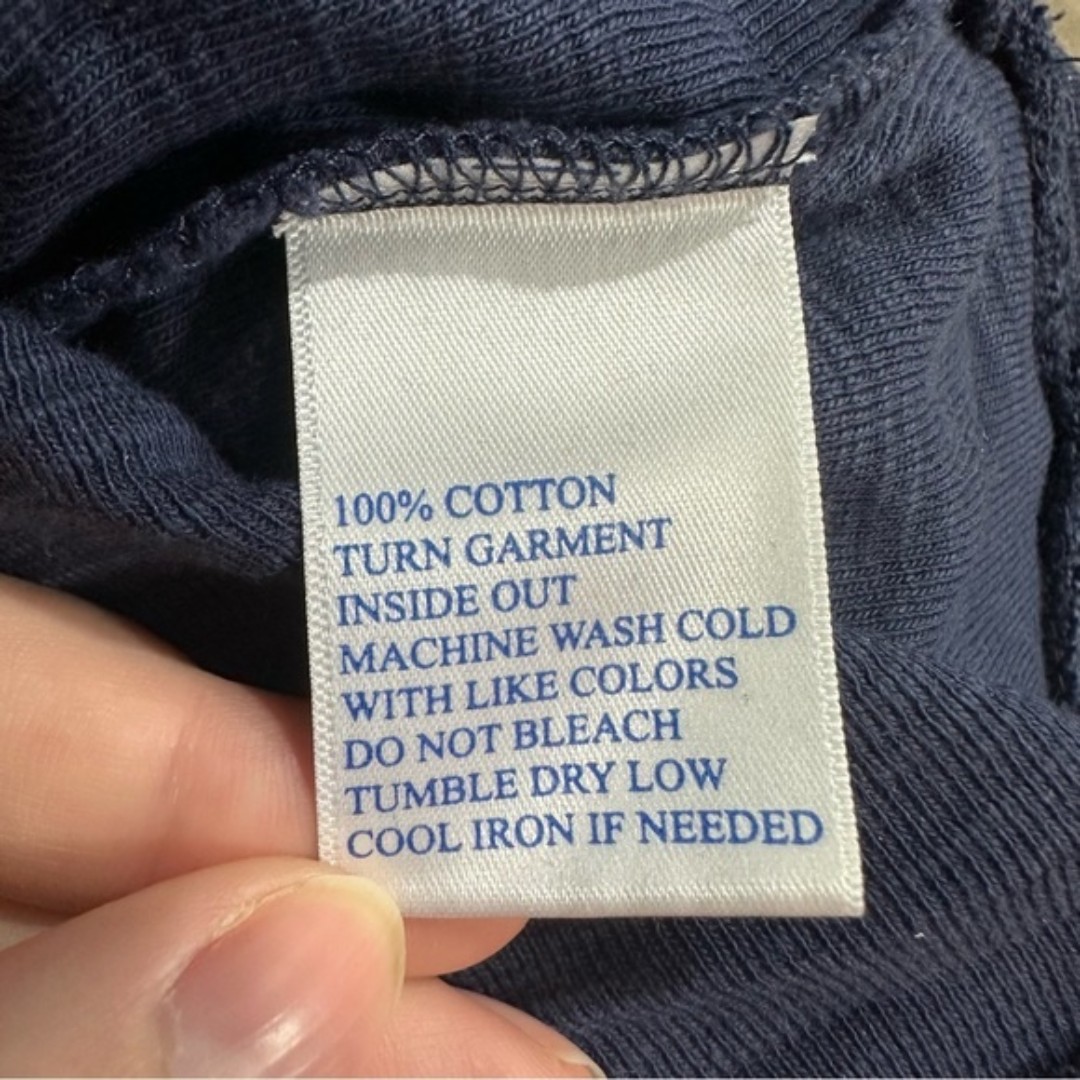 100% COTTON
TURN GARMENT
INSIDE OUT
MACHINE WASH COLD
WITH LIKE COLORS
DO NOT BLEACH
TUMBLE DRY LOW
COOL IRON IF NEEDED